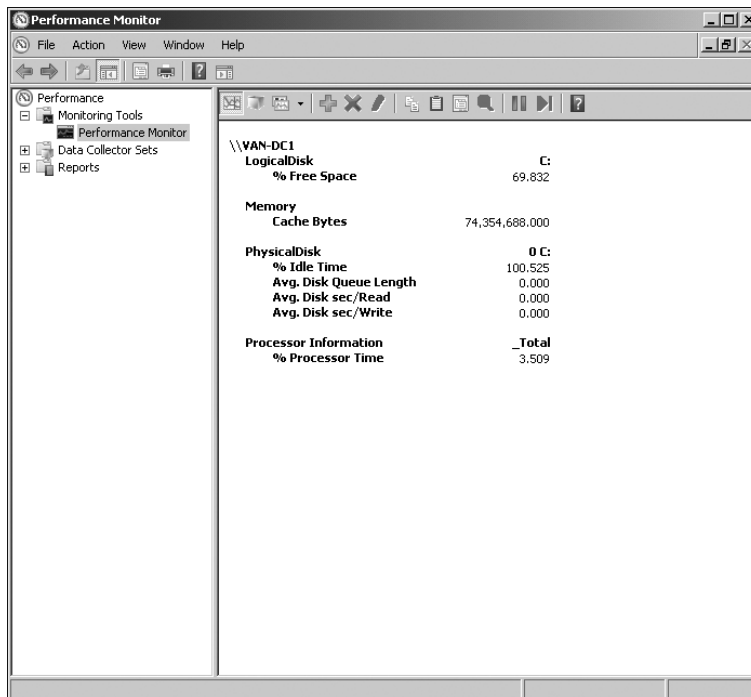 Performance Monitor
File Action View Window Help
Performance
Monitoring Tools
Performance Monitor
Data Collector Sets
Reports
\\VAN-DC1
LogicalDisk C:
% Free Space 69.832
Memory
Cache Bytes 74,354,688.000
PhysicalDisk 0 C:
% Idle Time 100.525
Avg. Disk Queue Length 0.000
Avg. Disk sec/Read 0.000
Avg. Disk sec/Write 0.000
Processor Information _Total
% Processor Time 3.509